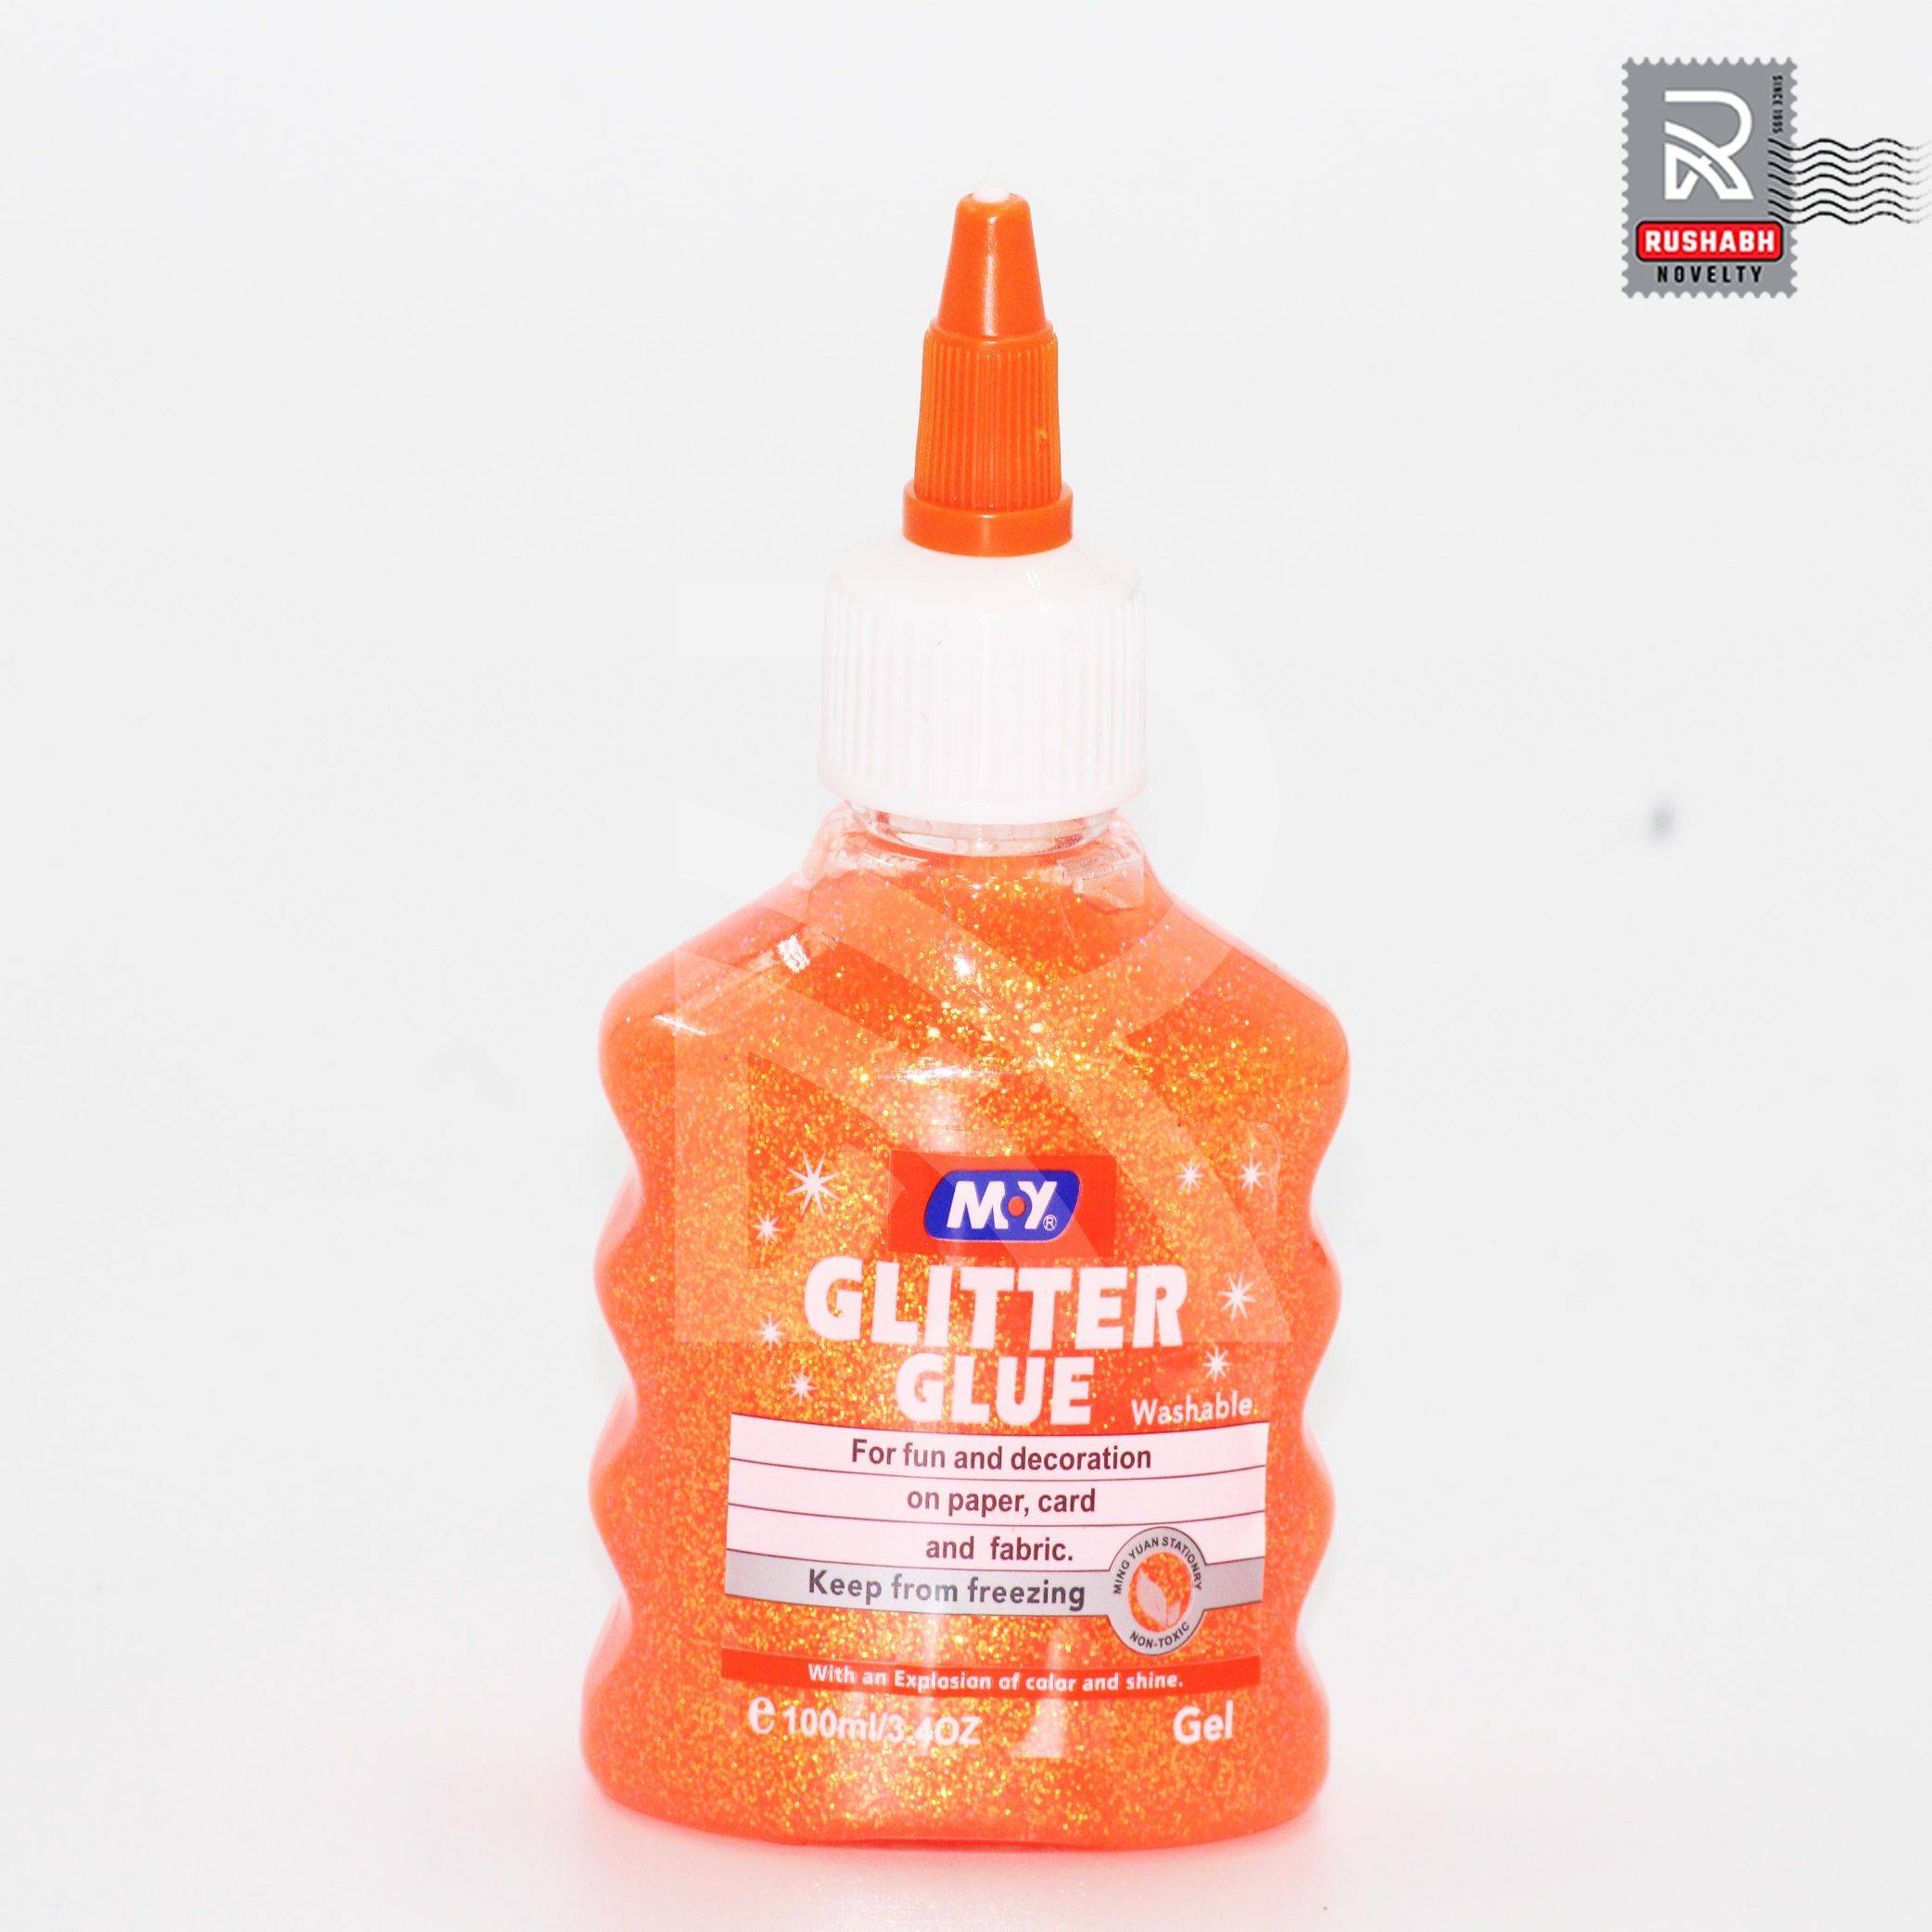 SINCE 1995
RUSHABH
NOVELTY
M·Y®
GLITTER
GLUE
Washable
For fun and decoration
on paper, card
and fabric.
Keep from freezing
MING YUAN STATIONRY
NON-TOXIC
With an Explosion of color and shine.
e 100ml/3.4OZ
Gel